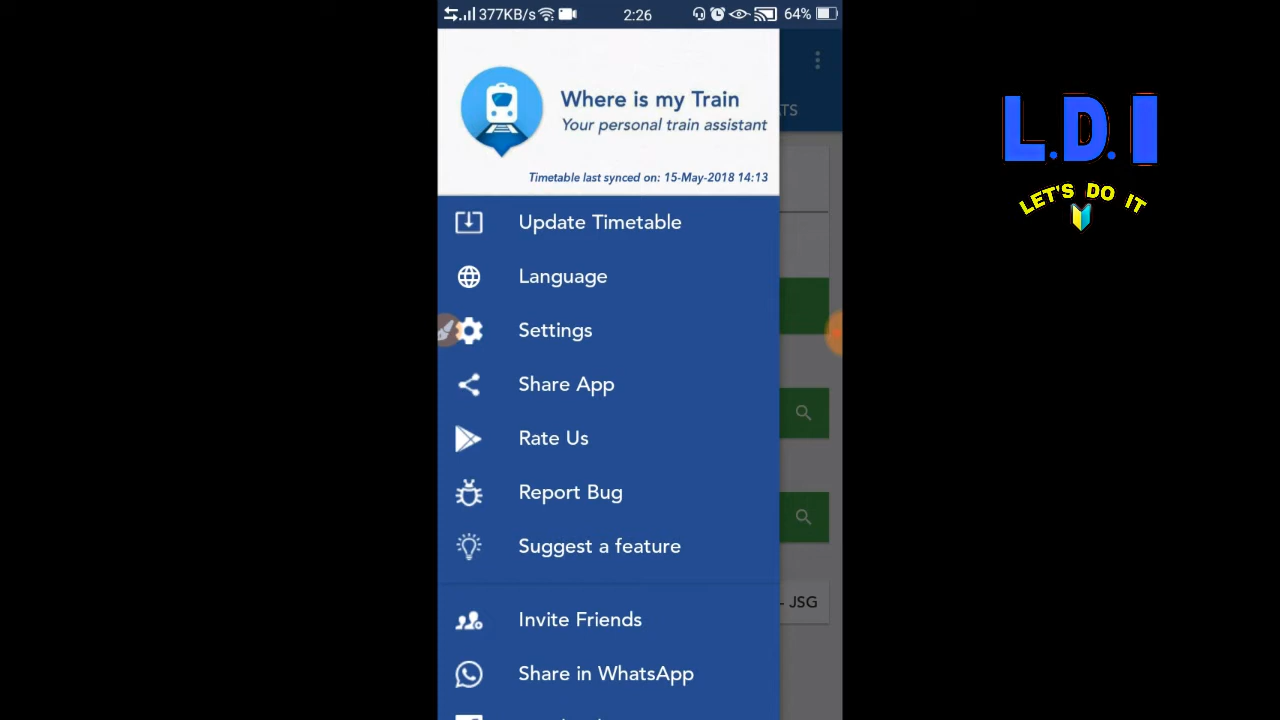 377KB/s
2:26
64%
Where is my Train
Your personal train assistant
Timetable last synced on: 15-May-2018 14:13
Update Timetable
Language
Settings
Share App
Rate Us
Report Bug
Suggest a feature
Invite Friends
Share in WhatsApp
- JSG
L.D.I
LET'S DO IT